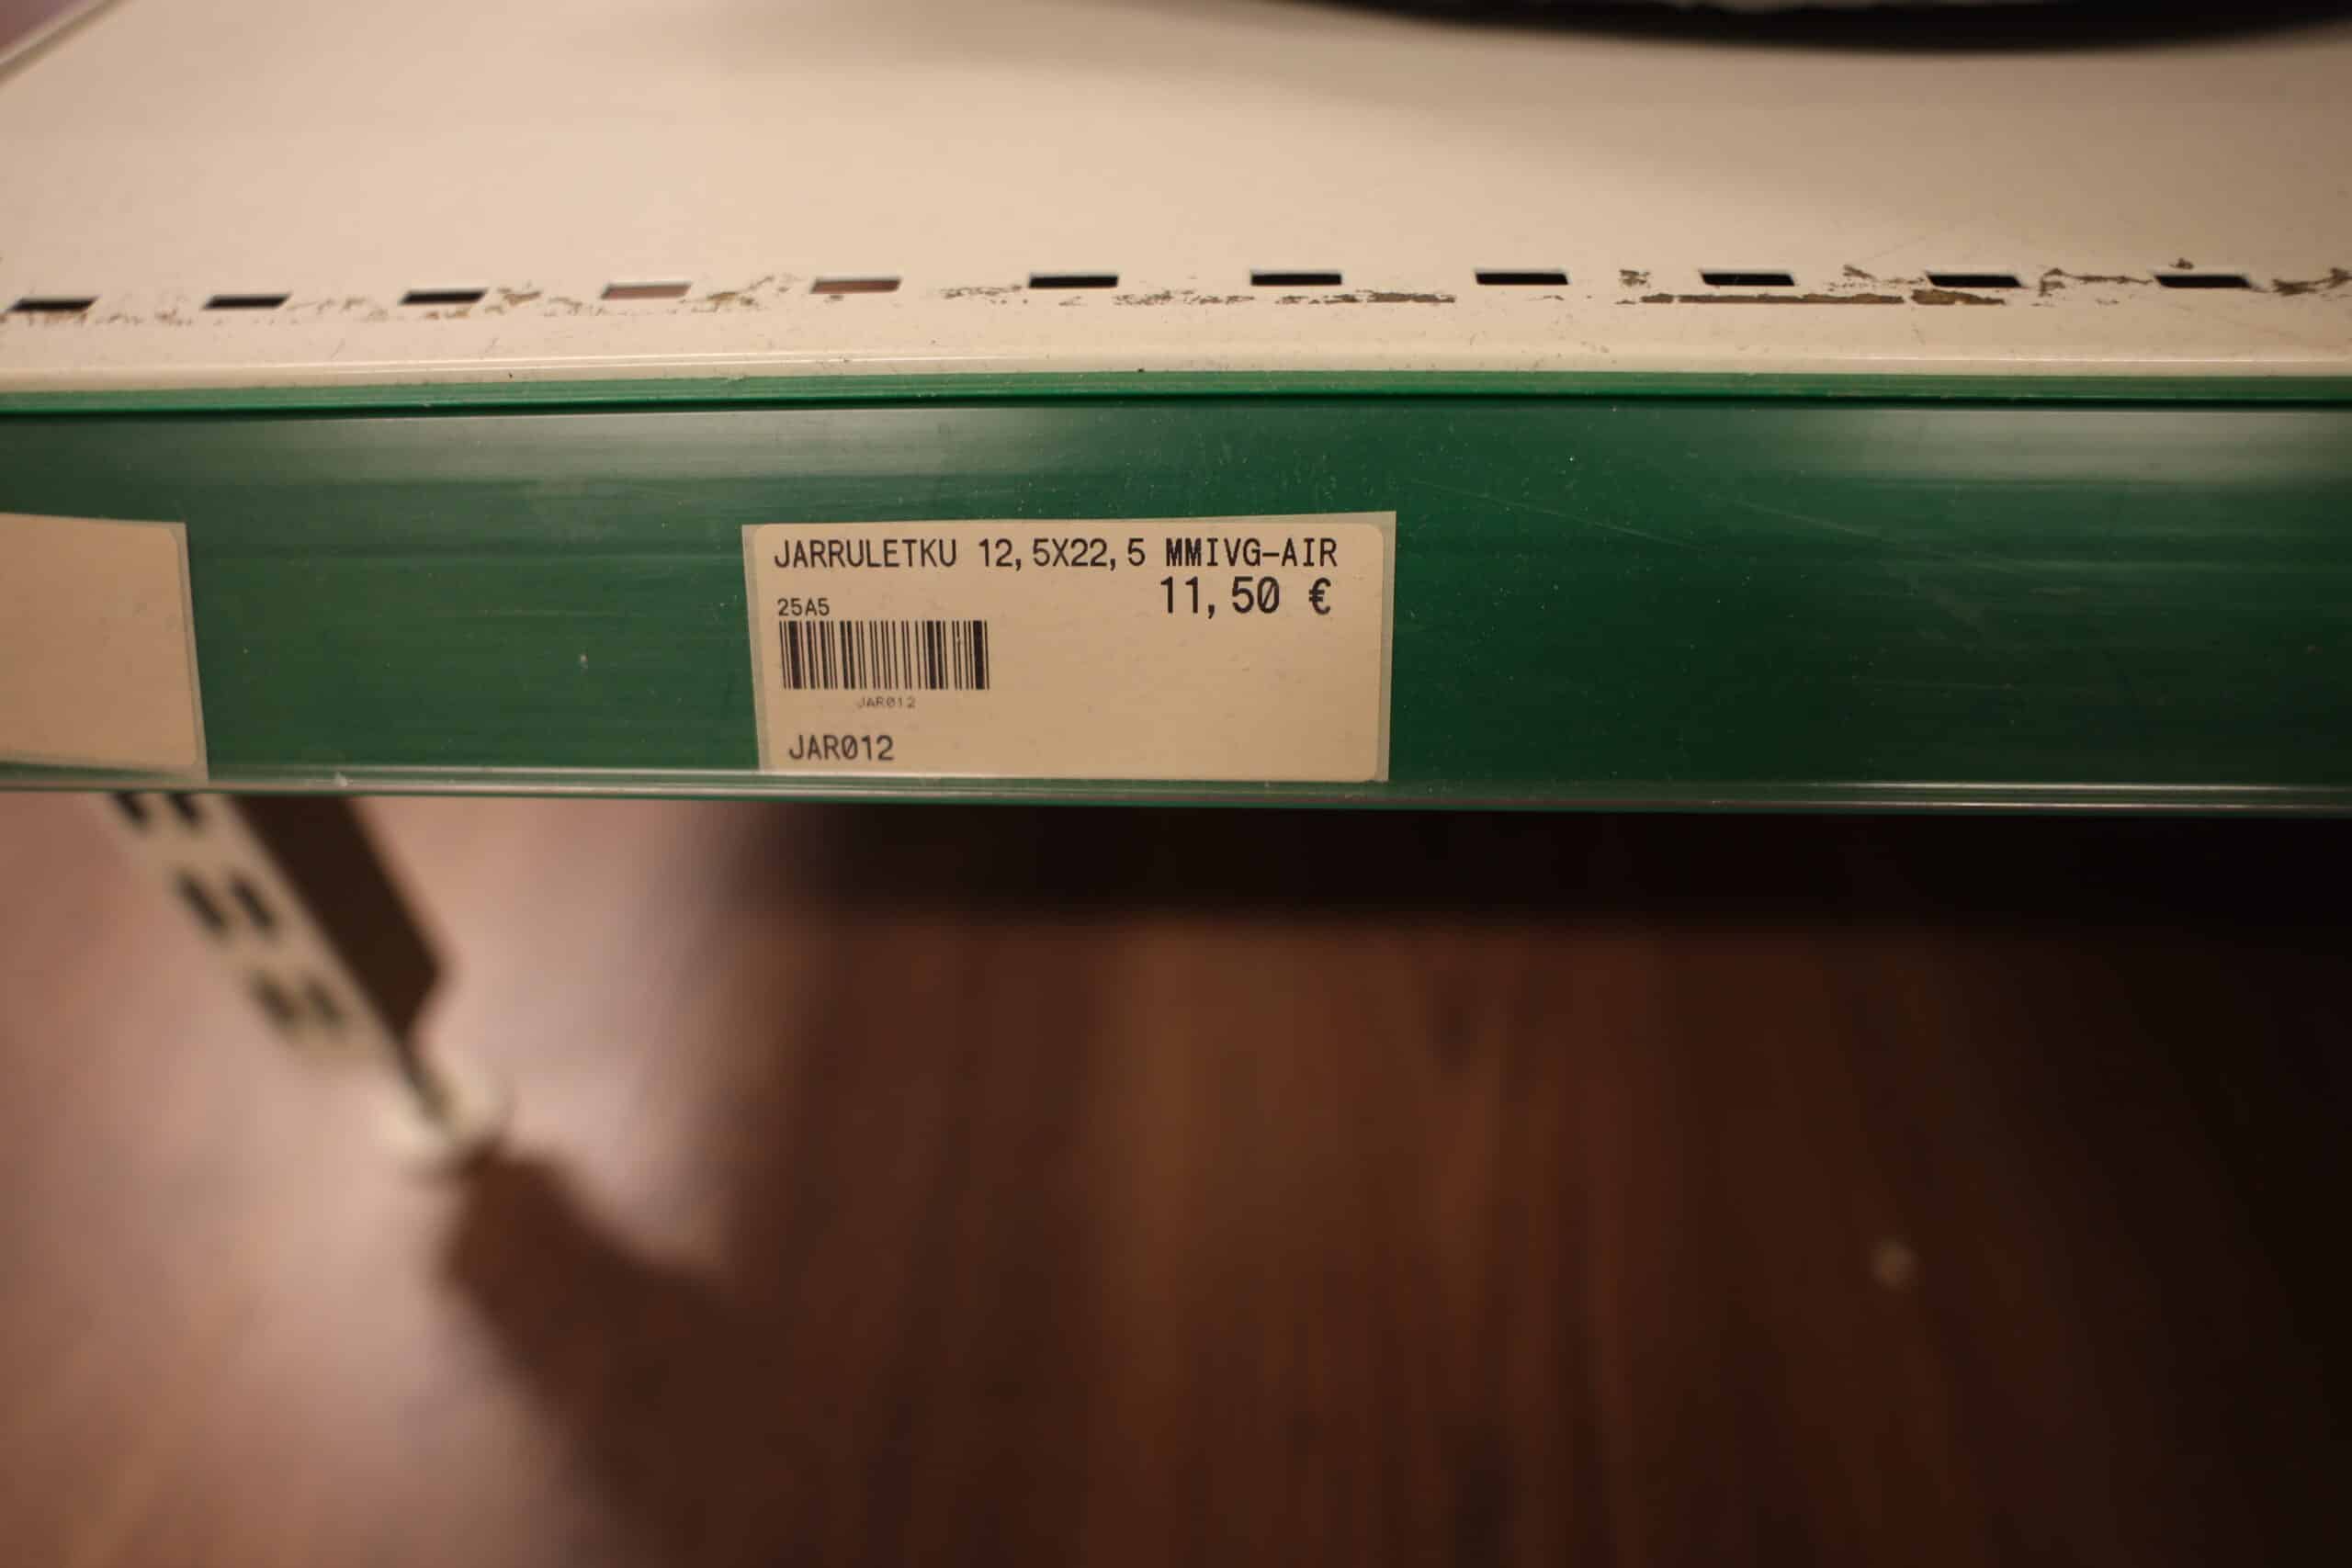 JARRULETKU 12,5X22,5 MMIVG-AIR
11,50 €
25A5
JAR012
JAR012